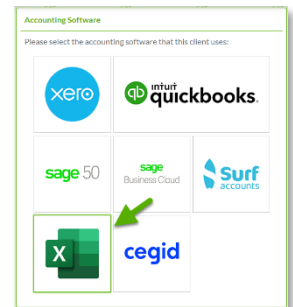 Accounting Software
Please select the accounting software that this client uses:
xero
qb intuit quickbooks.
sage 50
sage
Business Cloud
Surf
accounts
X
cegid